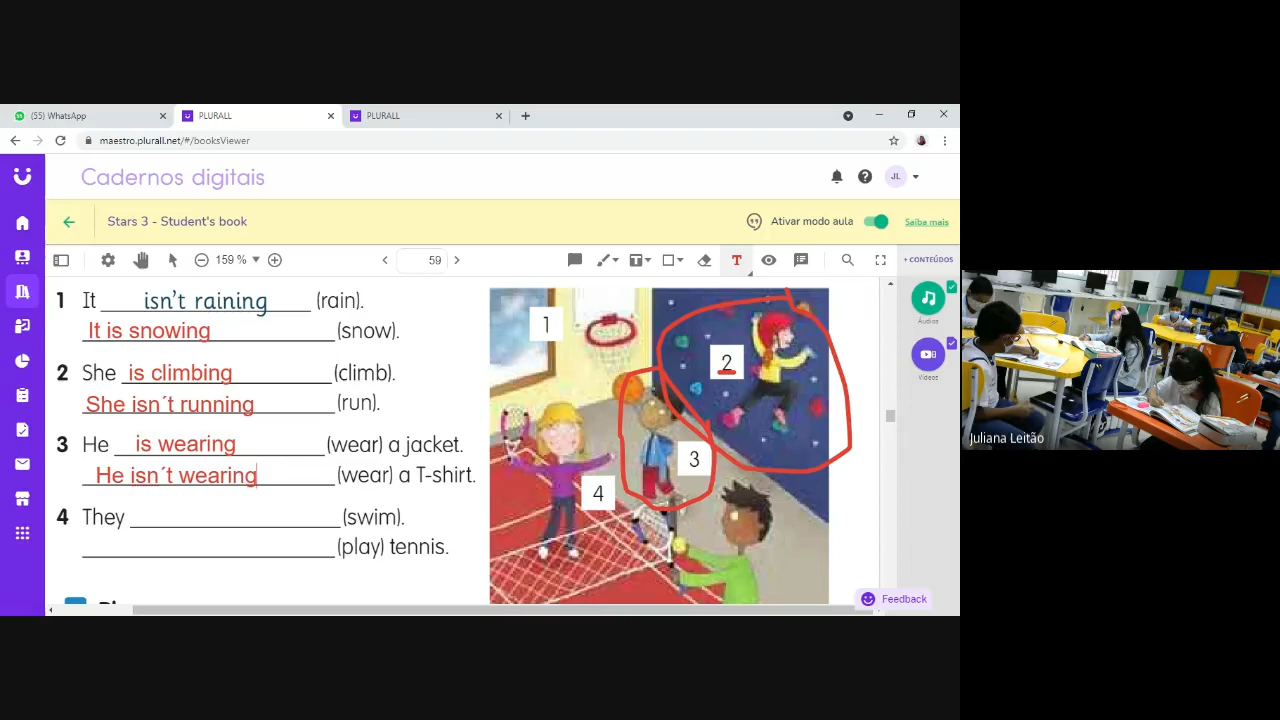 (55) WhatsApp
PLURALL
PLURALL
maestro.plurall.net/#/booksViewer
Cadernos digitais
JL
Stars 3 - Student's book
Ativar modo aula
Saiba mais
159 %
59
T
+ CONTEÚDOS
1 It isn't raining (rain).
It is snowing (snow).
2 She is climbing (climb).
She isn´t running (run).
3 He is wearing (wear) a jacket.
He isn´t wearing (wear) a T-shirt.
4 They (swim).
(play) tennis.
1
2
3
4
Áudios
Vídeos
Feedback
Juliana Leitão